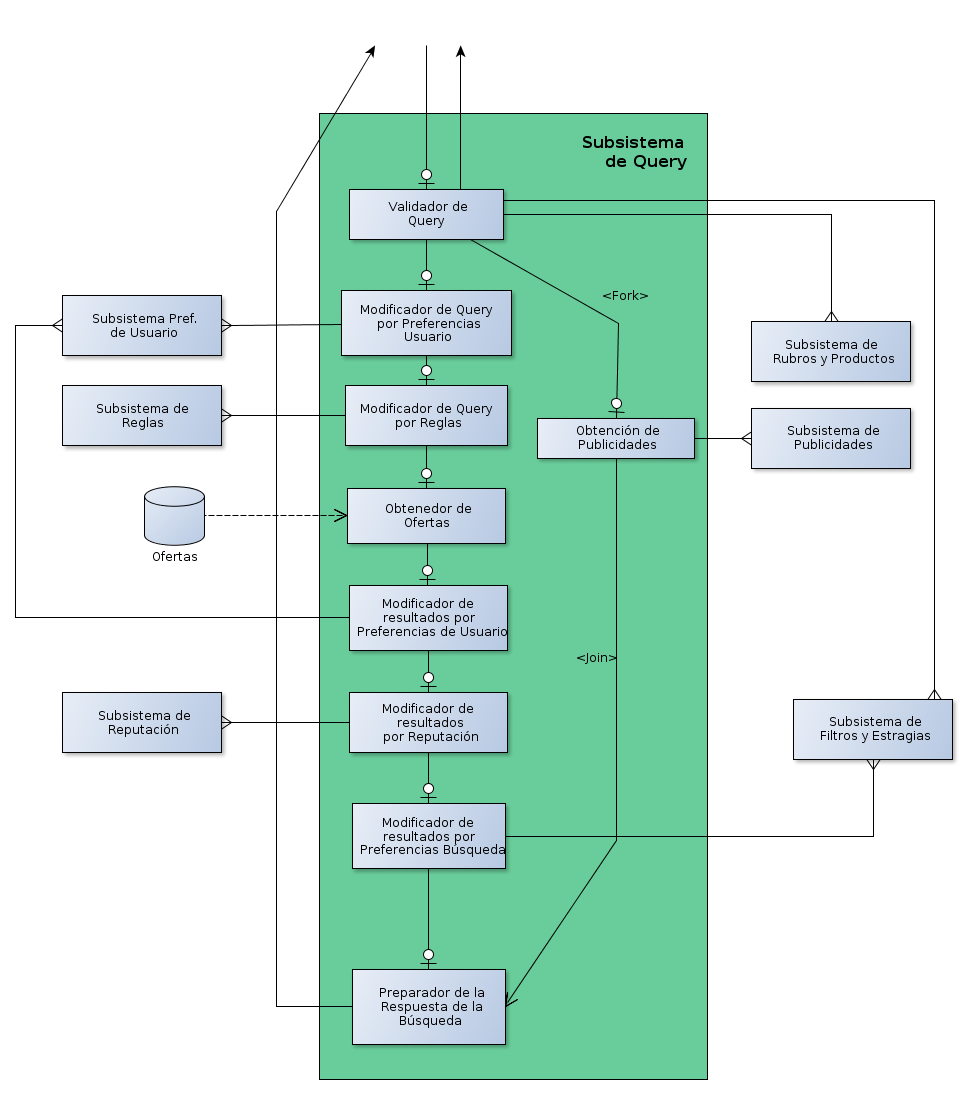 Subsistema
de Query
Validador de
Query
<Fork>
Subsistema Pref.
de Usuario
Modificador de Query
por Preferencias
Usuario
Subsistema de
Rubros y Productos
Subsistema de
Reglas
Modificador de Query
por Reglas
Obtención de
Publicidades
Subsistema de
Publicidades
Obtenedor de
Ofertas
Ofertas
Modificador de
resultados por
Preferencias de Usuario
<Join>
Subsistema de
Reputación
Modificador de
resultados
por Reputación
Subsistema de
Filtros y Estragias
Modificador de
resultados por
Preferencias Búsqueda
Preparador de la
Respuesta de la
Búsqueda